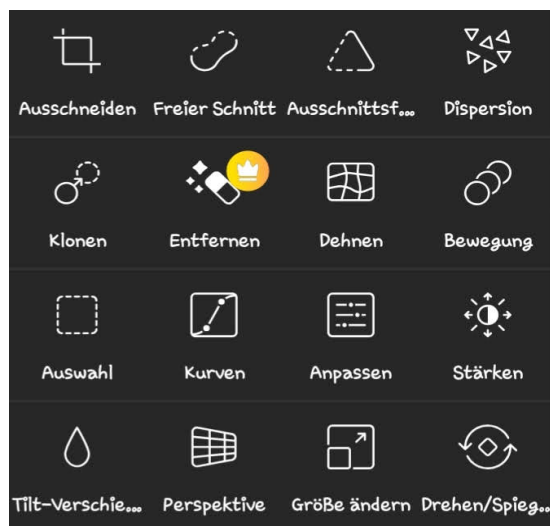 Ausschneiden Freier Schnitt Ausschnittsf... Dispersion
Klonen Entfernen Dehnen Bewegung
Auswahl Kurven Anpassen Stärken
Tilt-Verschie... Perspektive Größe ändern Drehen/Spieg...